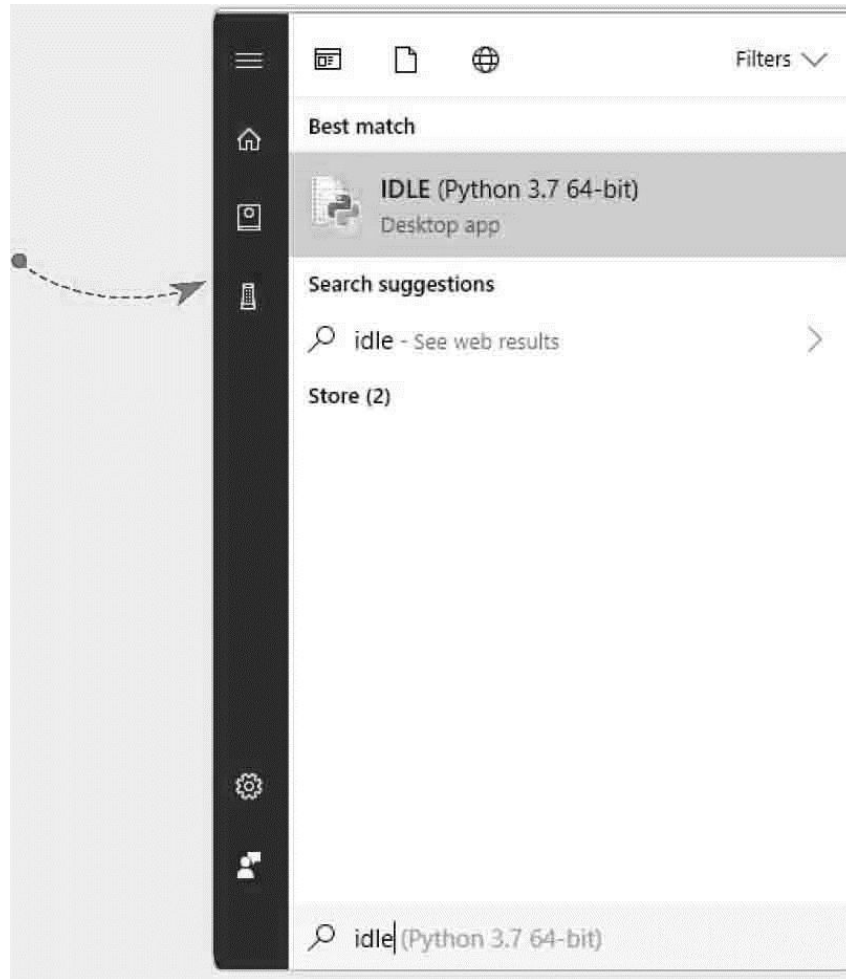 Filters
Best match
IDLE (Python 3.7 64-bit)
Desktop app
Search suggestions
idle - See web results
Store (2)
idle (Python 3.7 64-bit)